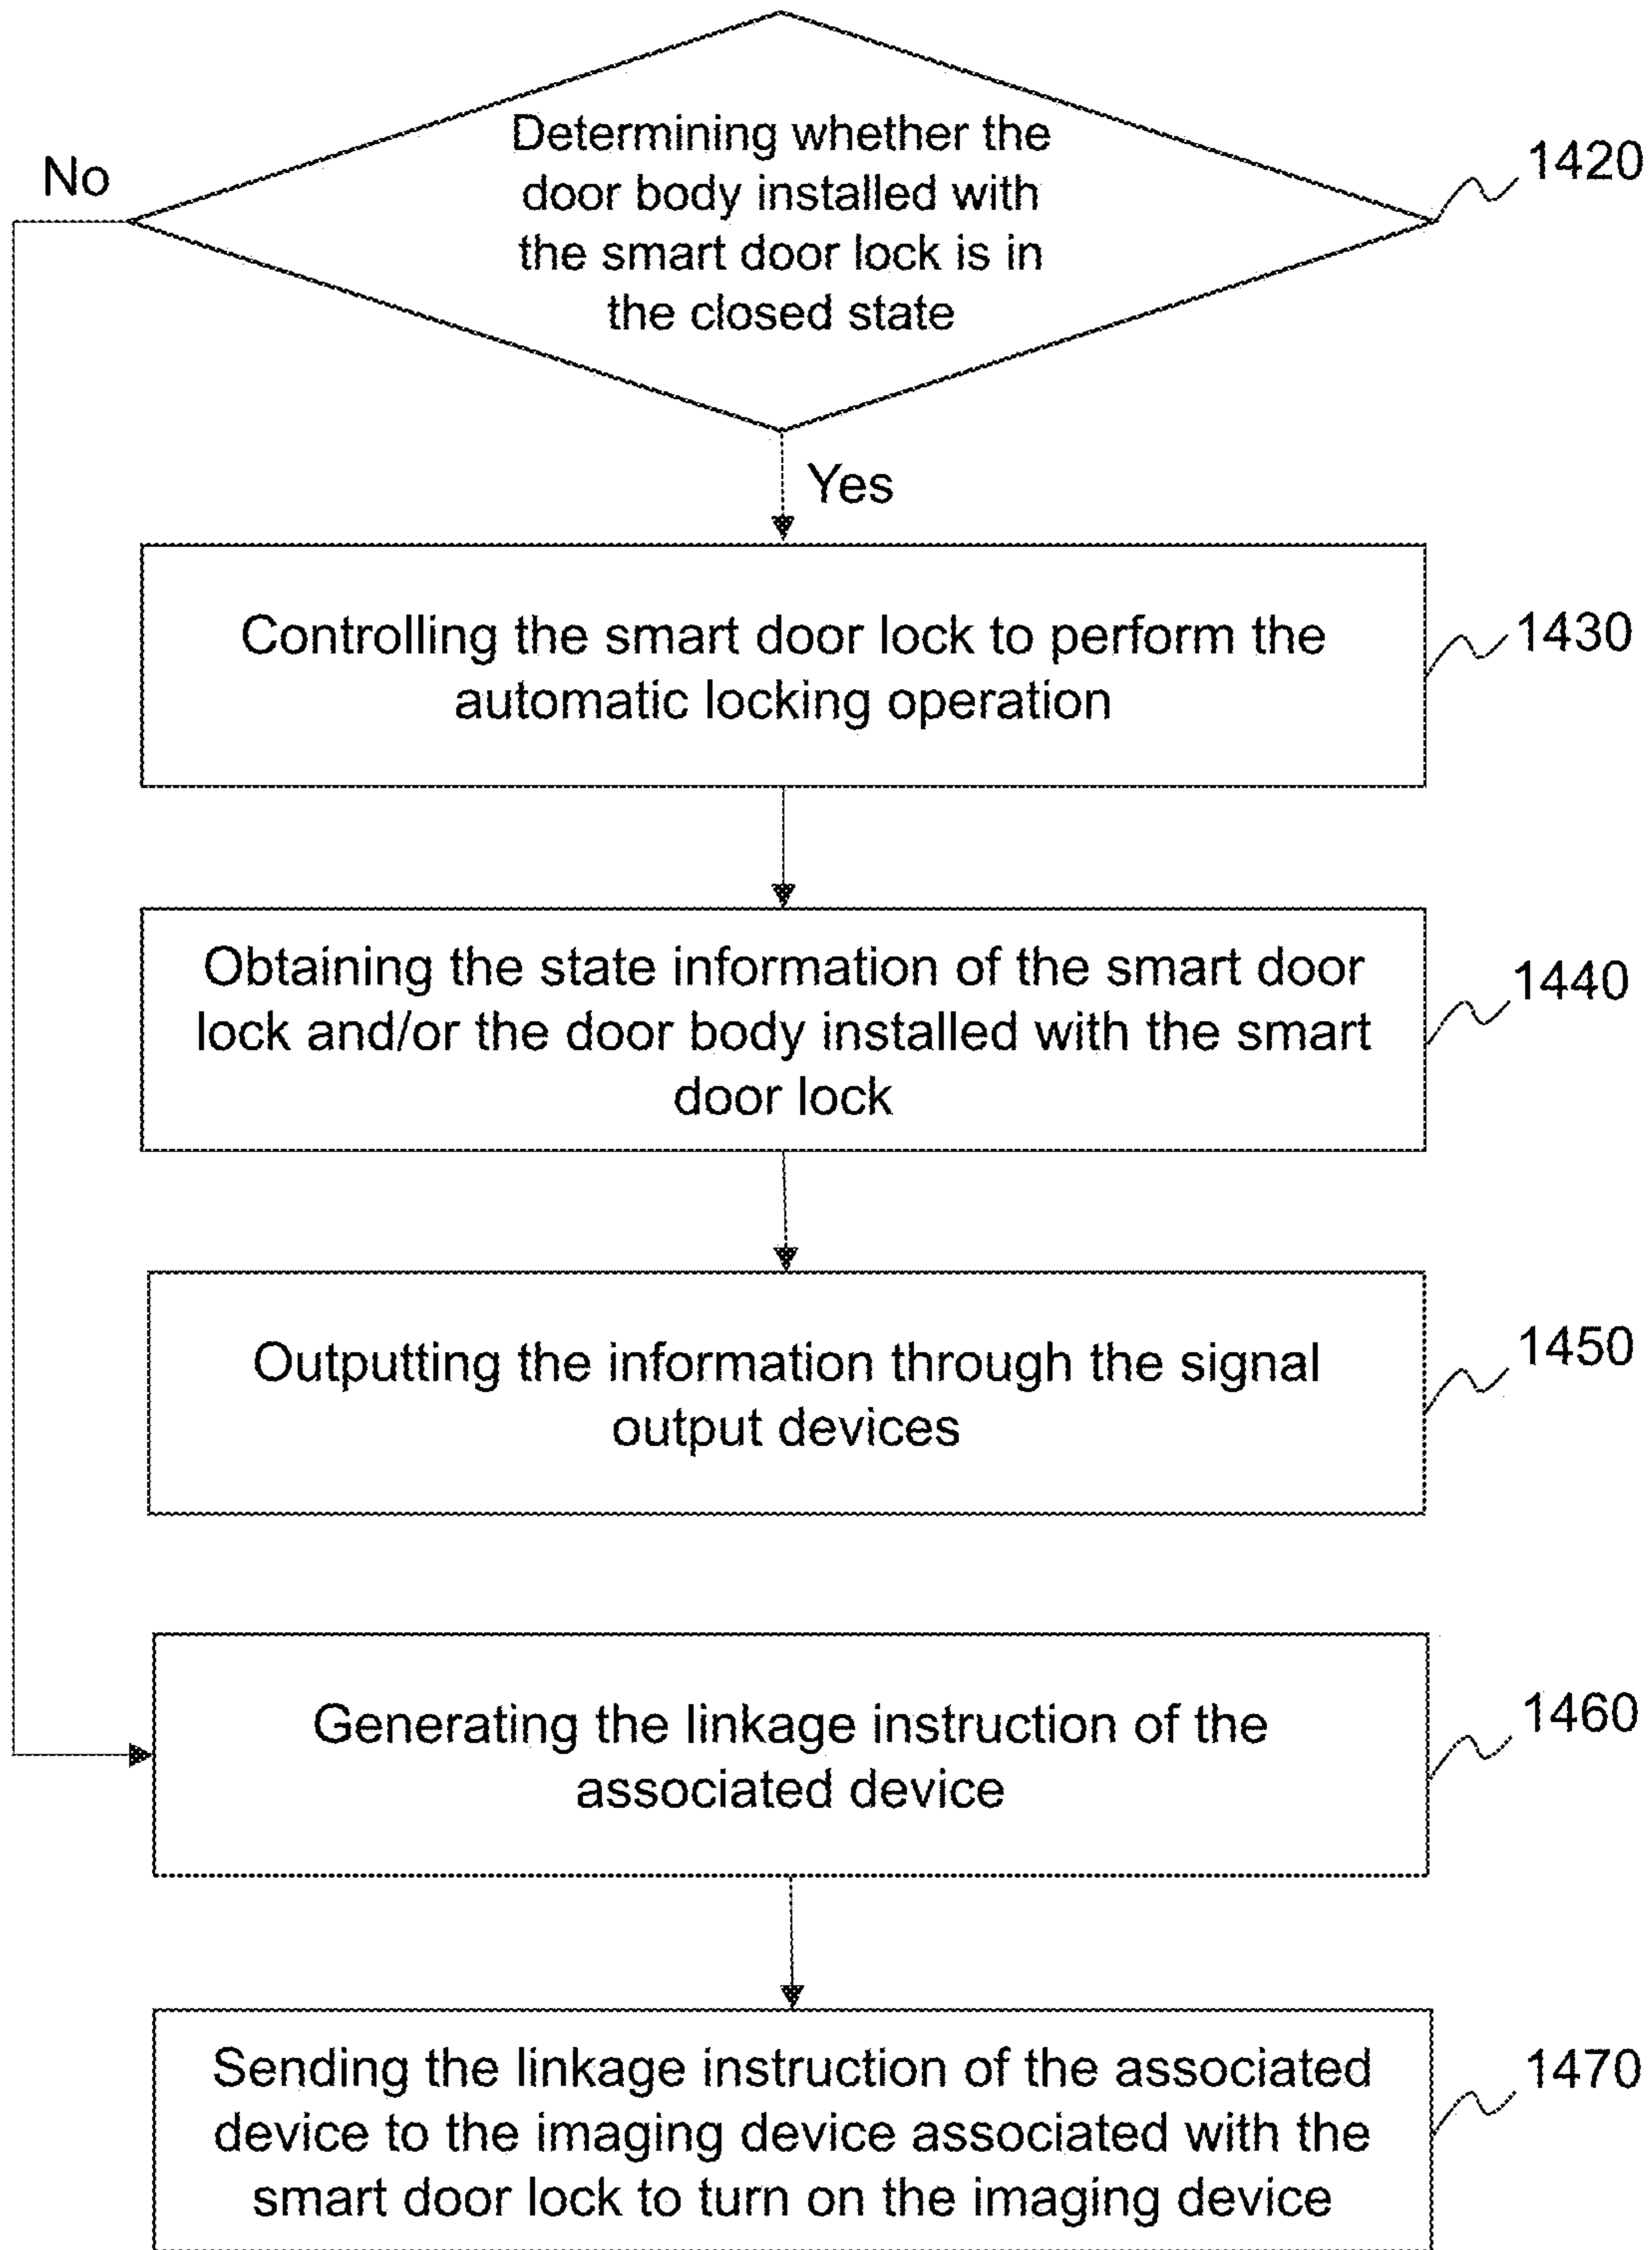 Determining whether the
door body installed with
the smart door lock is in
the closed state
1420
No
Yes
Controlling the smart door lock to perform the
automatic locking operation
1430
Obtaining the state information of the smart door
lock and/or the door body installed with the smart
door lock
1440
Outputting the information through the signal
output devices
1450
Generating the linkage instruction of the
associated device
1460
Sending the linkage instruction of the associated
device to the imaging device associated with the
smart door lock to turn on the imaging device
1470